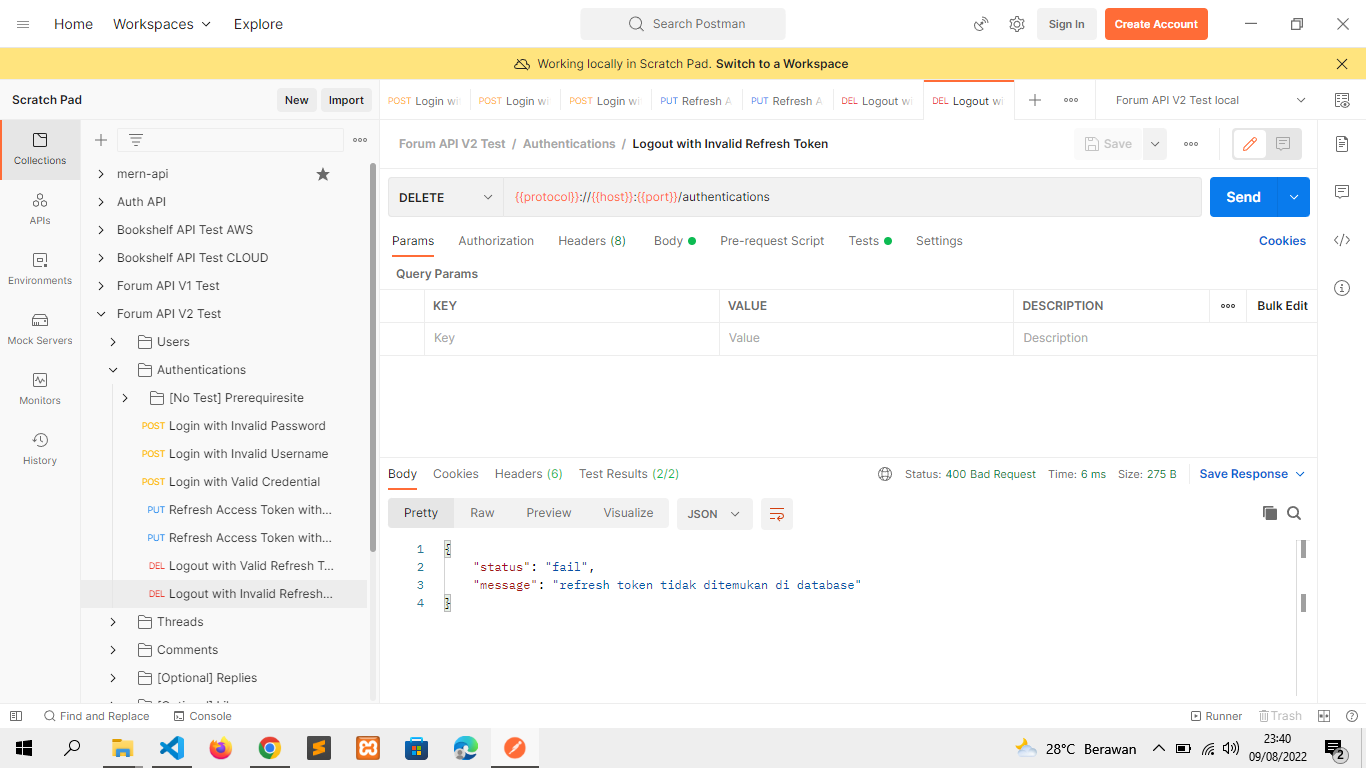 Home Workspaces Explore Search Postman Sign In Create Account
Working locally in Scratch Pad. Switch to a Workspace
Scratch Pad New Import
POST Login wi POST Login wi POST Login wi PUT Refresh A PUT Refresh A DEL Logout wi DEL Logout wi Forum API V2 Test local
Collections
APIs
Environments
Mock Servers
Monitors
History
mern-api
Auth API
Bookshelf API Test AWS
Bookshelf API Test CLOUD
Forum API V1 Test
Forum API V2 Test
Users
Authentications
[No Test] Prerequiresite
POST Login with Invalid Password
POST Login with Invalid Username
POST Login with Valid Credential
PUT Refresh Access Token with...
PUT Refresh Access Token with...
DEL Logout with Valid Refresh T...
DEL Logout with Invalid Refresh...
Threads
Comments
[Optional] Replies
Forum API V2 Test / Authentications / Logout with Invalid Refresh Token Save
DELETE {{protocol}}://{{host}}:{{port}}/authentications Send
Params Authorization Headers (8) Body Pre-request Script Tests Settings Cookies
Query Params
KEY VALUE DESCRIPTION Bulk Edit
Key Value Description
Body Cookies Headers (6) Test Results (2/2) Status: 400 Bad Request Time: 6 ms Size: 275 B Save Response
Pretty Raw Preview Visualize JSON
1 {
2 "status": "fail",
3 "message": "refresh token tidak ditemukan di database"
4 }
Find and Replace Console Runner Trash
28°C Berawan 23:40
09/08/2022 2